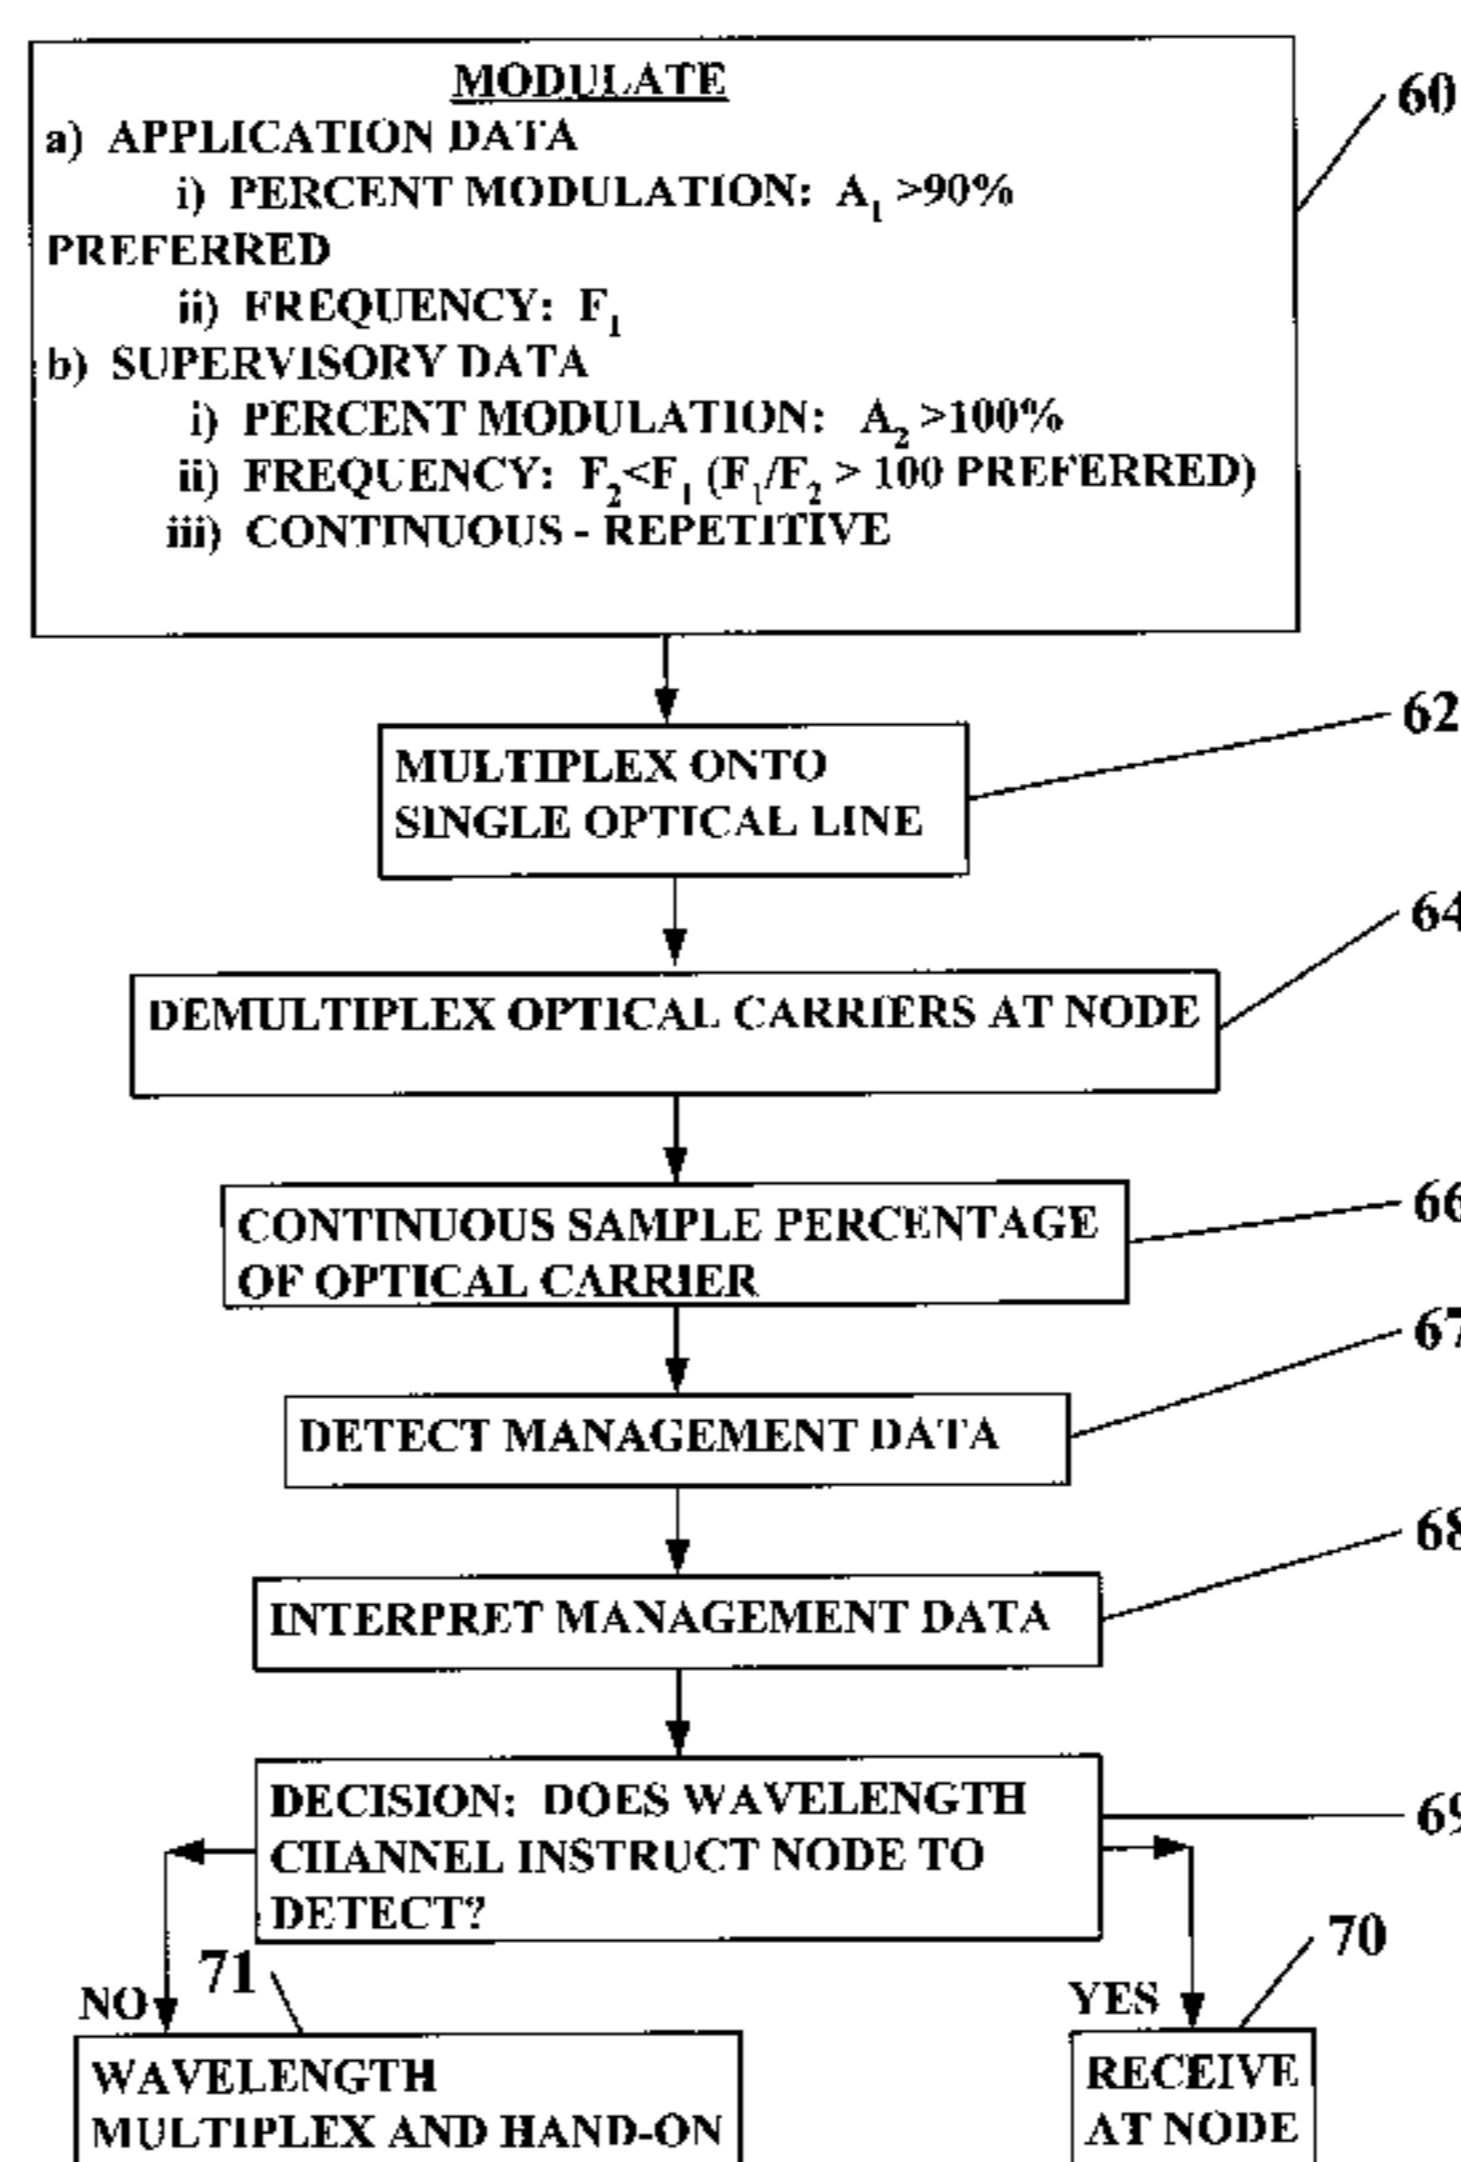 MODULATE
60
a) APPLICATION DATA
i) PERCENT MODULATION: A1 >90%
PREFERRED
ii) FREQUENCY: F1
b) SUPERVISORY DATA
i) PERCENT MODULATION: A2 >100%
ii) FREQUENCY: F2<F1 (F1/F2 > 100 PREFERRED)
iii) CONTINUOUS - REPETITIVE
62
MULTIPLEX ONTO
SINGLE OPTICAL LINE
64
DEMULTIPLEX OPTICAL CARRIERS AT NODE
66
CONTINUOUS SAMPLE PERCENTAGE
OF OPTICAL CARRIER
67
DETECT MANAGEMENT DATA
68
INTERPRET MANAGEMENT DATA
69
DECISION: DOES WAVELENGTH
CHANNEL INSTRUCT NODE TO
DETECT?
70
71
NO
YES
WAVELENGTH
MULTIPLEX AND HAND-ON
RECEIVE
AT NODE